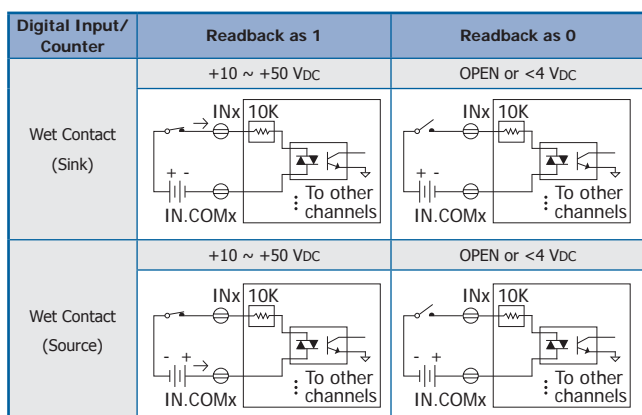 Digital Input/
Counter
Readback as 1
Readback as 0
Wet Contact
(Sink)
+10 ~ +50 VDC
OPEN or <4 VDC
INx 10K
+ -
IN.COMx
To other
channels
INx 10K
+ -
IN.COMx
To other
channels
Wet Contact
(Source)
+10 ~ +50 VDC
OPEN or <4 VDC
INx 10K
- +
IN.COMx
To other
channels
INx 10K
- +
IN.COMx
To other
channels